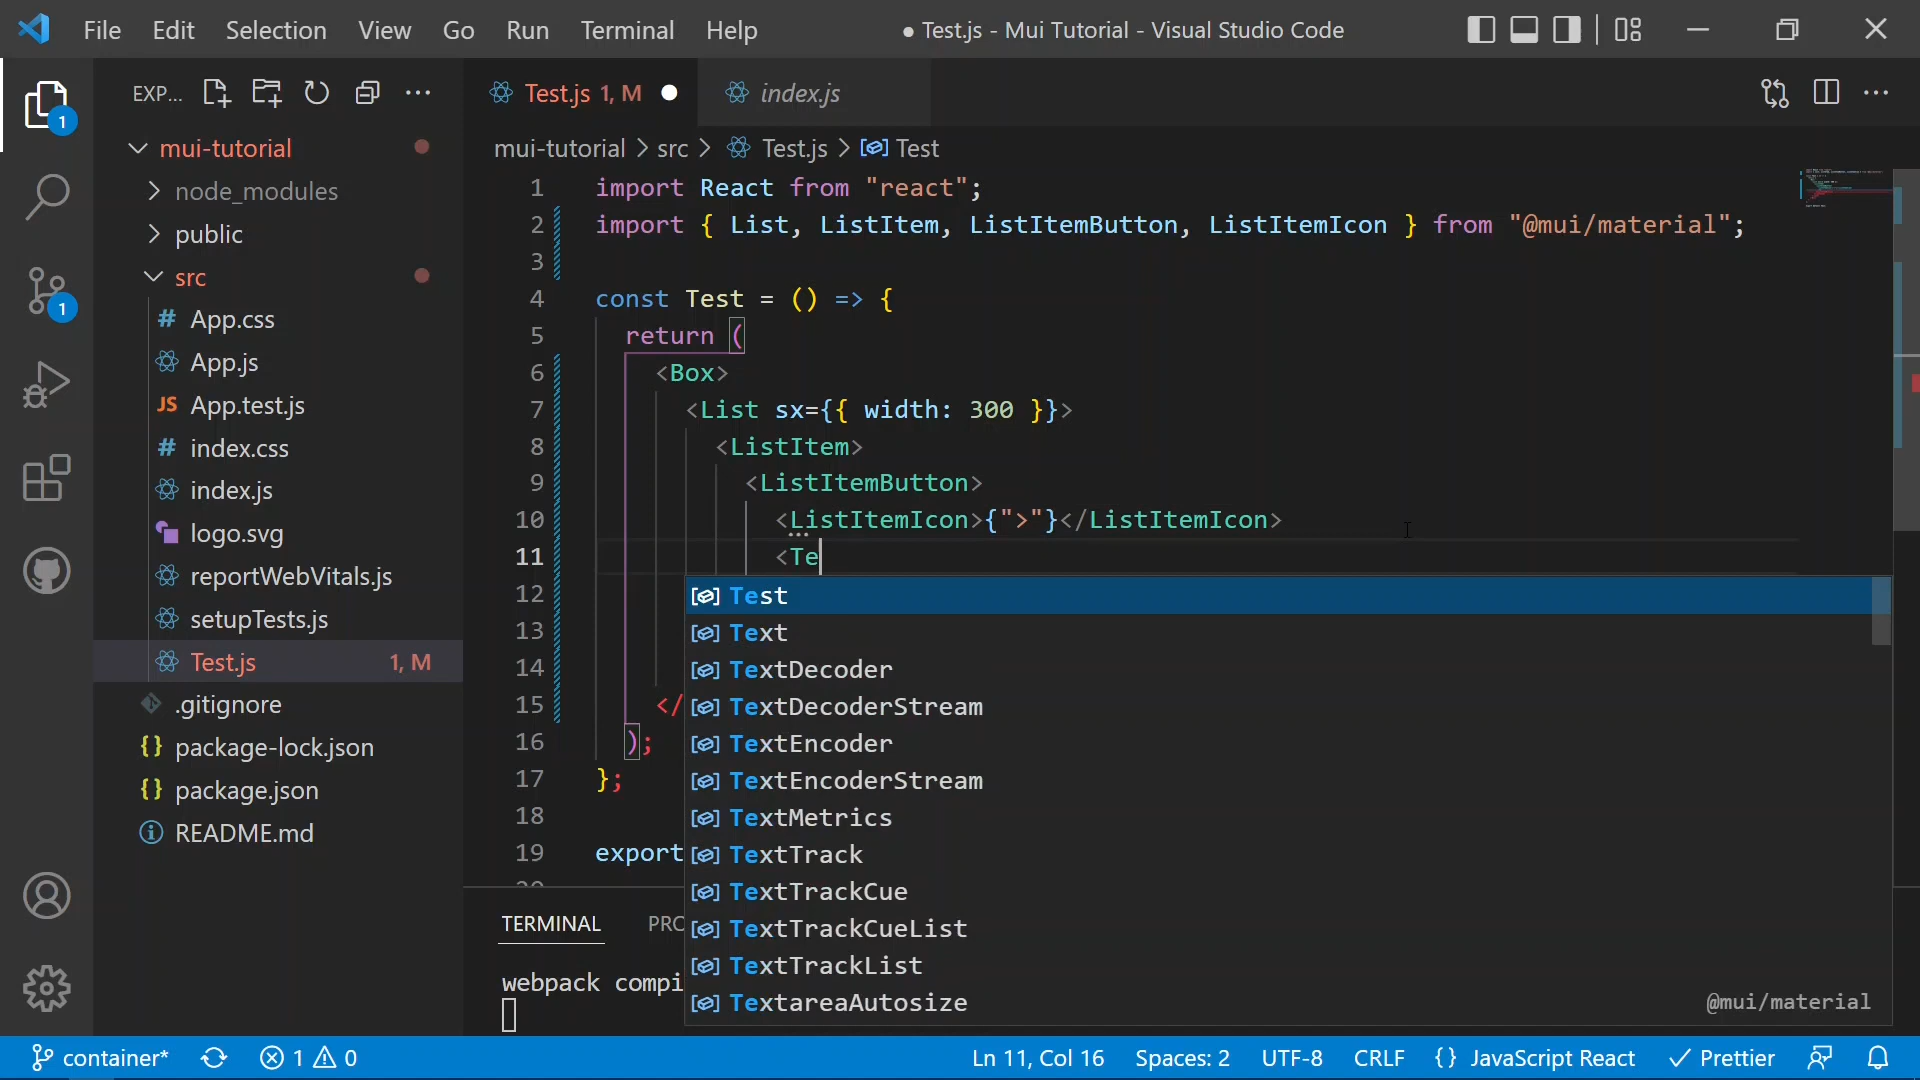 File Edit Selection View Go Run Terminal Help ● Test.js - Mui Tutorial - Visual Studio Code
EXP...
Test.js 1, M
index.js
mui-tutorial > src > Test.js > Test
1
1
mui-tutorial
node_modules
public
src
App.css
App.js
JS App.test.js
index.css
index.js
logo.svg
reportWebVitals.js
setupTests.js
Test.js 1, M
.gitignore
package-lock.json
package.json
README.md
1 import React from "react";
2 import { List, ListItem, ListItemButton, ListItemIcon } from "@mui/material";
3
4 const Test = () => {
5 return (
6 <Box>
7 <List sx={{ width: 300 }}>
8 <ListItem>
9 <ListItemButton>
10 <ListItemIcon>{">"}</ListItemIcon>
11 <Te
12
13
14
15 </
16 );
17 };
18
19 export
20
Test
Text
TextDecoder
TextDecoderStream
TextEncoder
TextEncoderStream
TextMetrics
TextTrack
TextTrackCue
TextTrackCueList
TextTrackList
TextareaAutosize @mui/material
TERMINAL PRO
webpack compi
container* 1 0 Ln 11, Col 16 Spaces: 2 UTF-8 CRLF {} JavaScript React Prettier